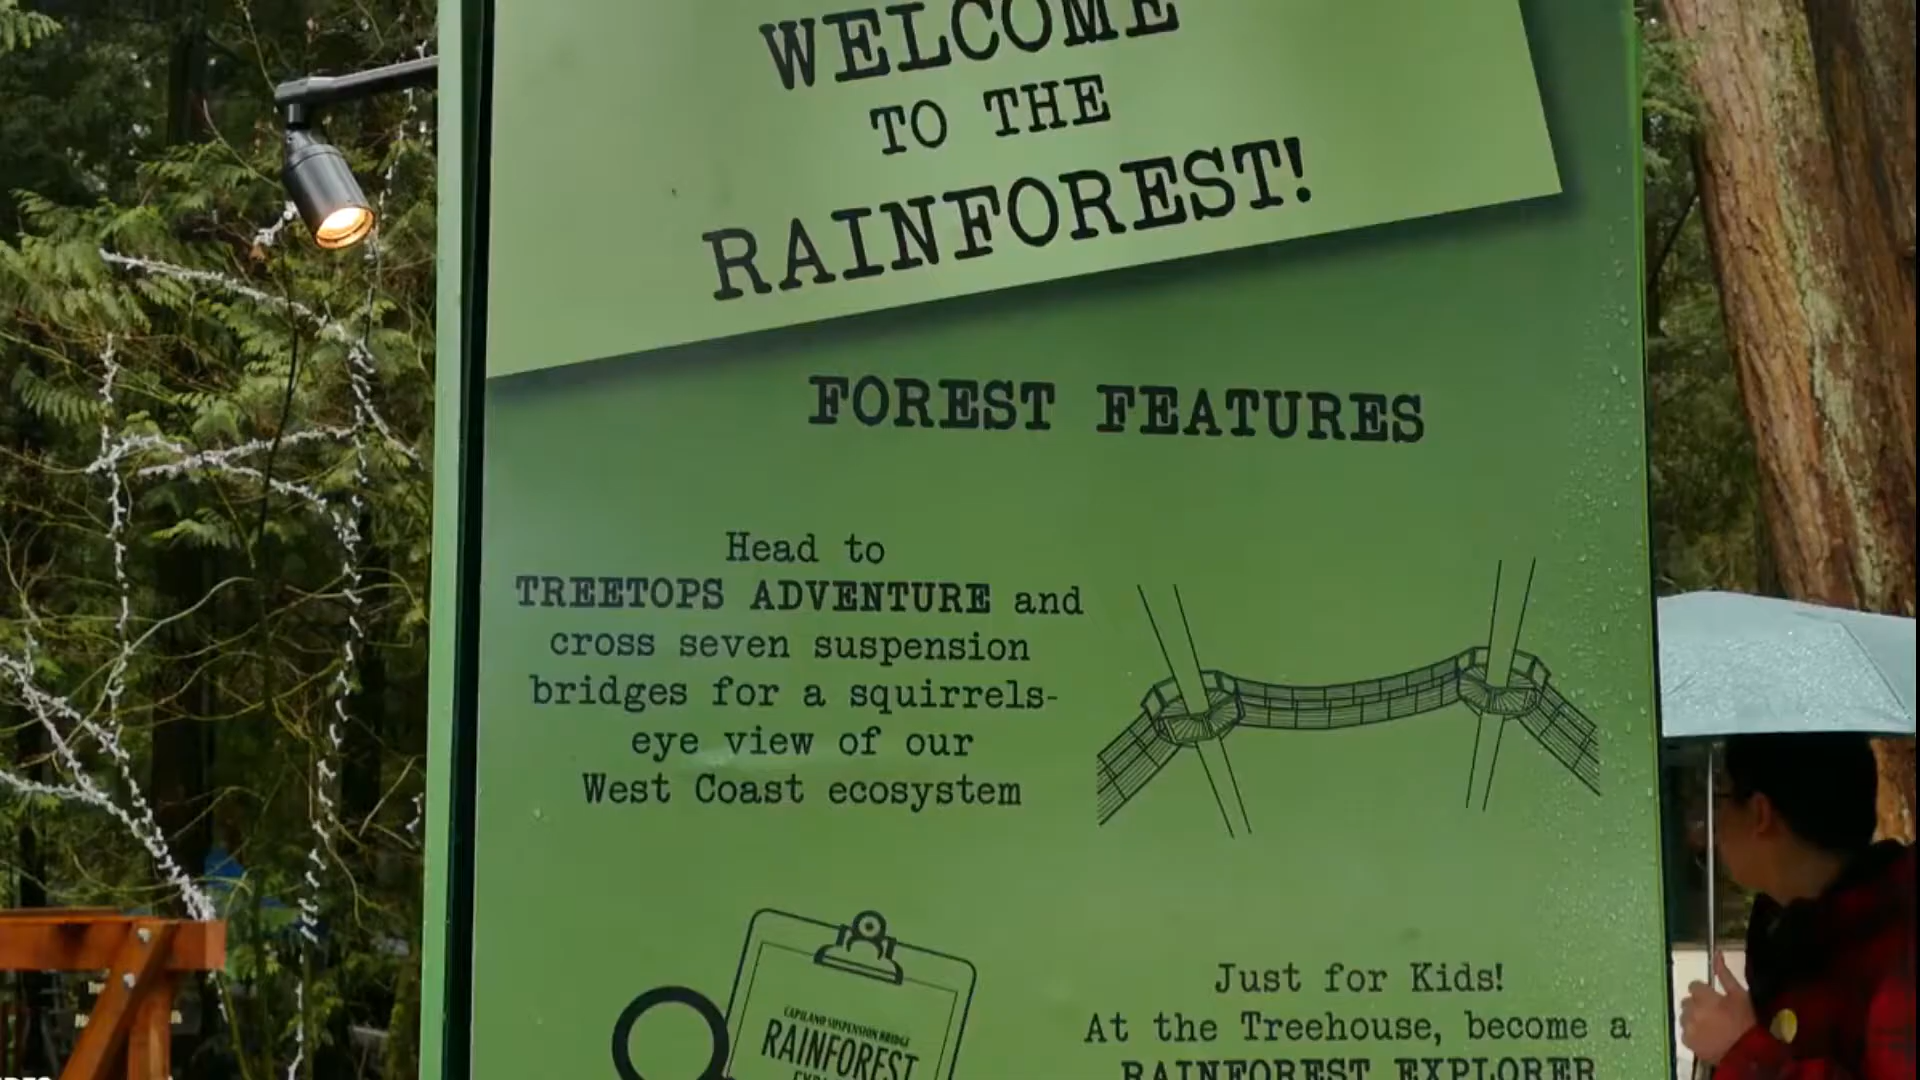 WELCOME
TO THE
RAINFOREST!
FOREST FEATURES
Head to
TREETOPS ADVENTURE and
cross seven suspension
bridges for a squirrels-
eye view of our
West Coast ecosystem
CAPILANO SUSPENSION BRIDGE
RAINFOREST
Just for Kids!
At the Treehouse, become a
RAINFOREST EXPLORER